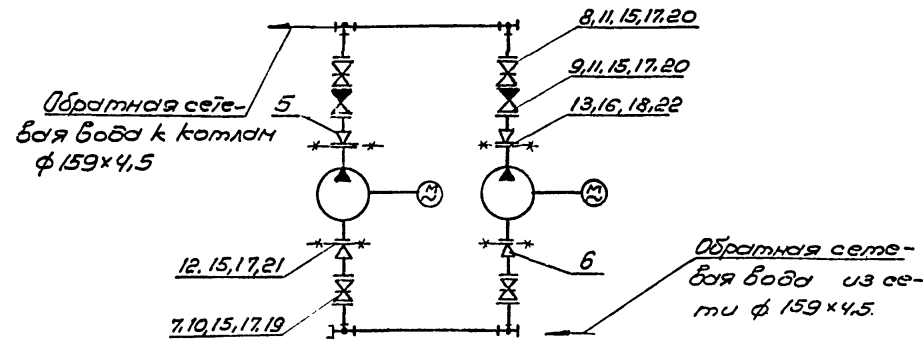 8,11,15,17,20
9,11,15,17,20
Обратная сете-
вая вода к котлам
ф 159×4,5
5
13,16,18,22
М
М
12,15,17,21
6
Обратная сете-
вая вода из се-
ти ф 159×4,5.
7,10,15,17,19